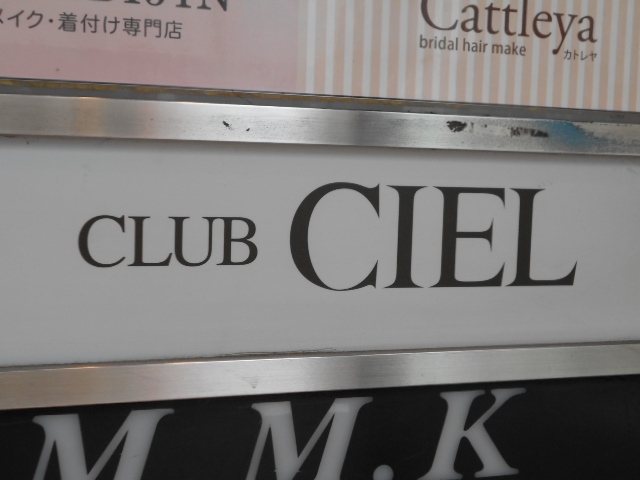 メイク・着付け専門店
Cattleya
bridal hair make
カトレヤ
CLUB CIEL
M M.K